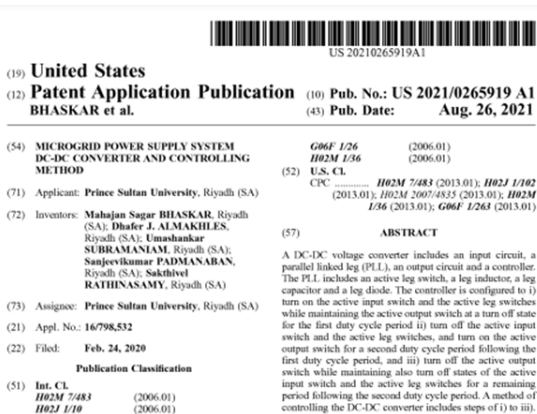 US 20210265919A1
(19) United States
(12) Patent Application Publication
BHASKAR et al.
(10) Pub. No.: US 2021/0265919 A1
(43) Pub. Date: Aug. 26, 2021
(54) MICROGRID POWER SUPPLY SYSTEM
DC-DC CONVERTER AND CONTROLLING
METHOD
(71) Applicant: Prince Sultan University, Riyadh (SA)
(72) Inventors: Mahajan Sagar BHASKAR, Riyadh
(SA); Dhafer J. ALMAKHLES,
Riyadh (SA); Umashankar
SUBRAMANIAM, Riyadh (SA);
Sanjeevikumar PADMANABAN,
Riyadh (SA); Sakthivel
RATHINASAMY, Riyadh (SA)
(73) Assignee: Prince Sultan University, Riyadh (SA)
(21) Appl. No.: 16/798,532
(22) Filed: Feb. 24, 2020
Publication Classification
(51) Int. Cl.
H02M 7/483 (2006.01)
H02J 1/10 (2006.01)
G06F 1/26 (2006.01)
H02M 1/36 (2006.01)
(52) U.S. Cl.
CPC ............ H02M 7/483 (2013.01); H02J 1/102
(2013.01); H02M 2007/4835 (2013.01); H02M
1/36 (2013.01); G06F 1/263 (2013.01)
(57) ABSTRACT
A DC-DC voltage converter includes an input circuit, a
parallel linked leg (PLL), an output circuit and a controller.
The PLL includes an active leg switch, a leg inductor, a leg
capacitor and a leg diode. The controller is configured to i)
turn on the active input switch and the active leg switches
while maintaining the active output switch at a turn off state
for the first duty cycle period ii) turn off the active input
switch and the active leg switches, and turn on the active
output switch for a second duty cycle period following the
first duty cycle period, and iii) turn off the active output
switch while maintaining also turn off states of the active
input switch and the active leg switches for a remaining
period following the second duty cycle period. A method of
controlling the DC-DC converter includes steps of i) to iii).